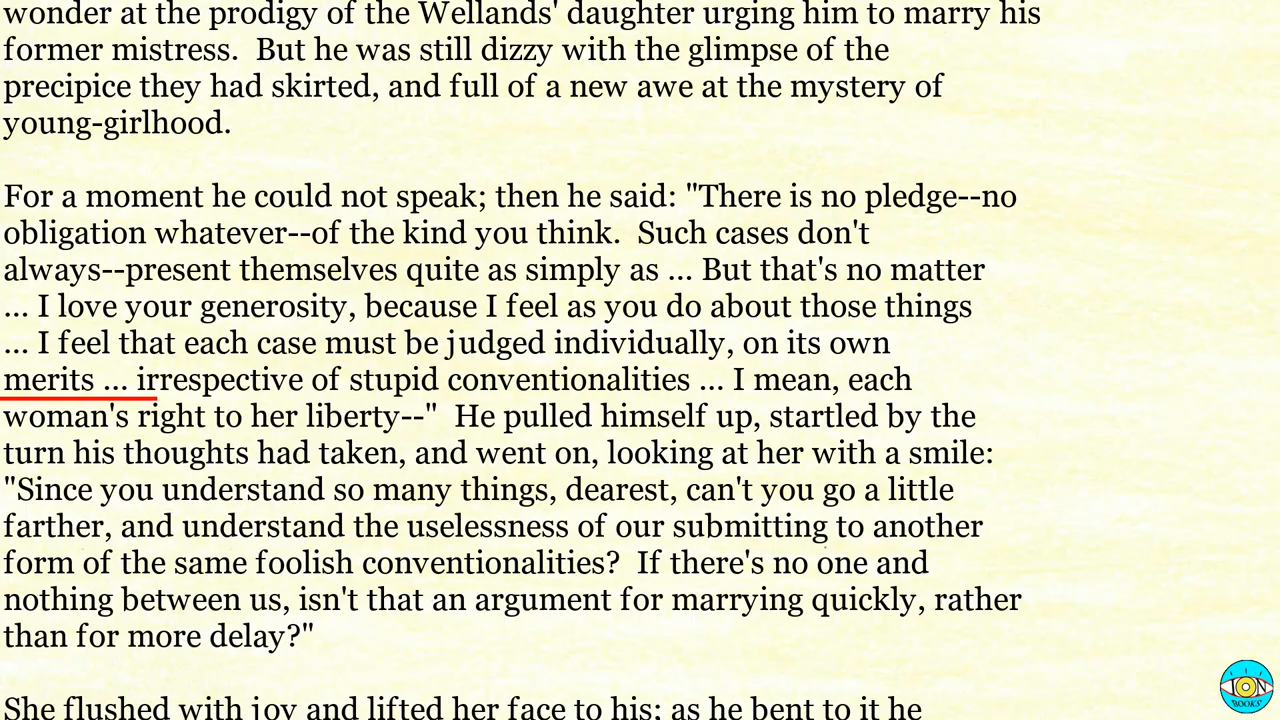 wonder at the prodigy of the Wellands' daughter urging him to marry his
former mistress.  But he was still dizzy with the glimpse of the
precipice they had skirted, and full of a new awe at the mystery of
young-girlhood.
For a moment he could not speak; then he said: "There is no pledge--no
obligation whatever--of the kind you think.  Such cases don't
always--present themselves quite as simply as ... But that's no matter
... I love your generosity, because I feel as you do about those things
... I feel that each case must be judged individually, on its own
merits ... irrespective of stupid conventionalities ... I mean, each
woman's right to her liberty--"  He pulled himself up, startled by the
turn his thoughts had taken, and went on, looking at her with a smile:
"Since you understand so many things, dearest, can't you go a little
farther, and understand the uselessness of our submitting to another
form of the same foolish conventionalities?  If there's no one and
nothing between us, isn't that an argument for marrying quickly, rather
than for more delay?"
She flushed with joy and lifted her face to his; as he bent to it he
ION
BOOKS